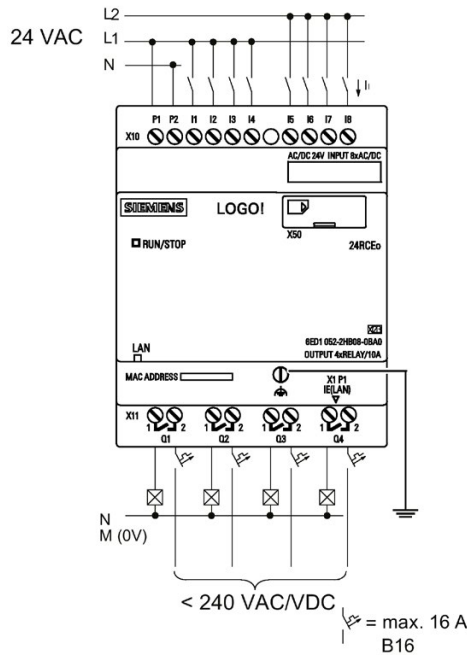 L2
24 VAC L1
N
P1 P2 I1 I2 I3 I4 I5 I6 I7 I8
X10
AC/DC 24V INPUT 8xAC/DC
SIEMENS LOGO!
X50
RUN/STOP 24RCEo
X23
6ED1 052-2HB08-0BA0
OUTPUT 4xRELAY/10A
LAN
MAC ADDRESS
X1 P1
IE(LAN)
X11
1 2 1 2 1 2 1 2
Q1 Q2 Q3 Q4
N
M (0V)
< 240 VAC/VDC
= max. 16 A
B16